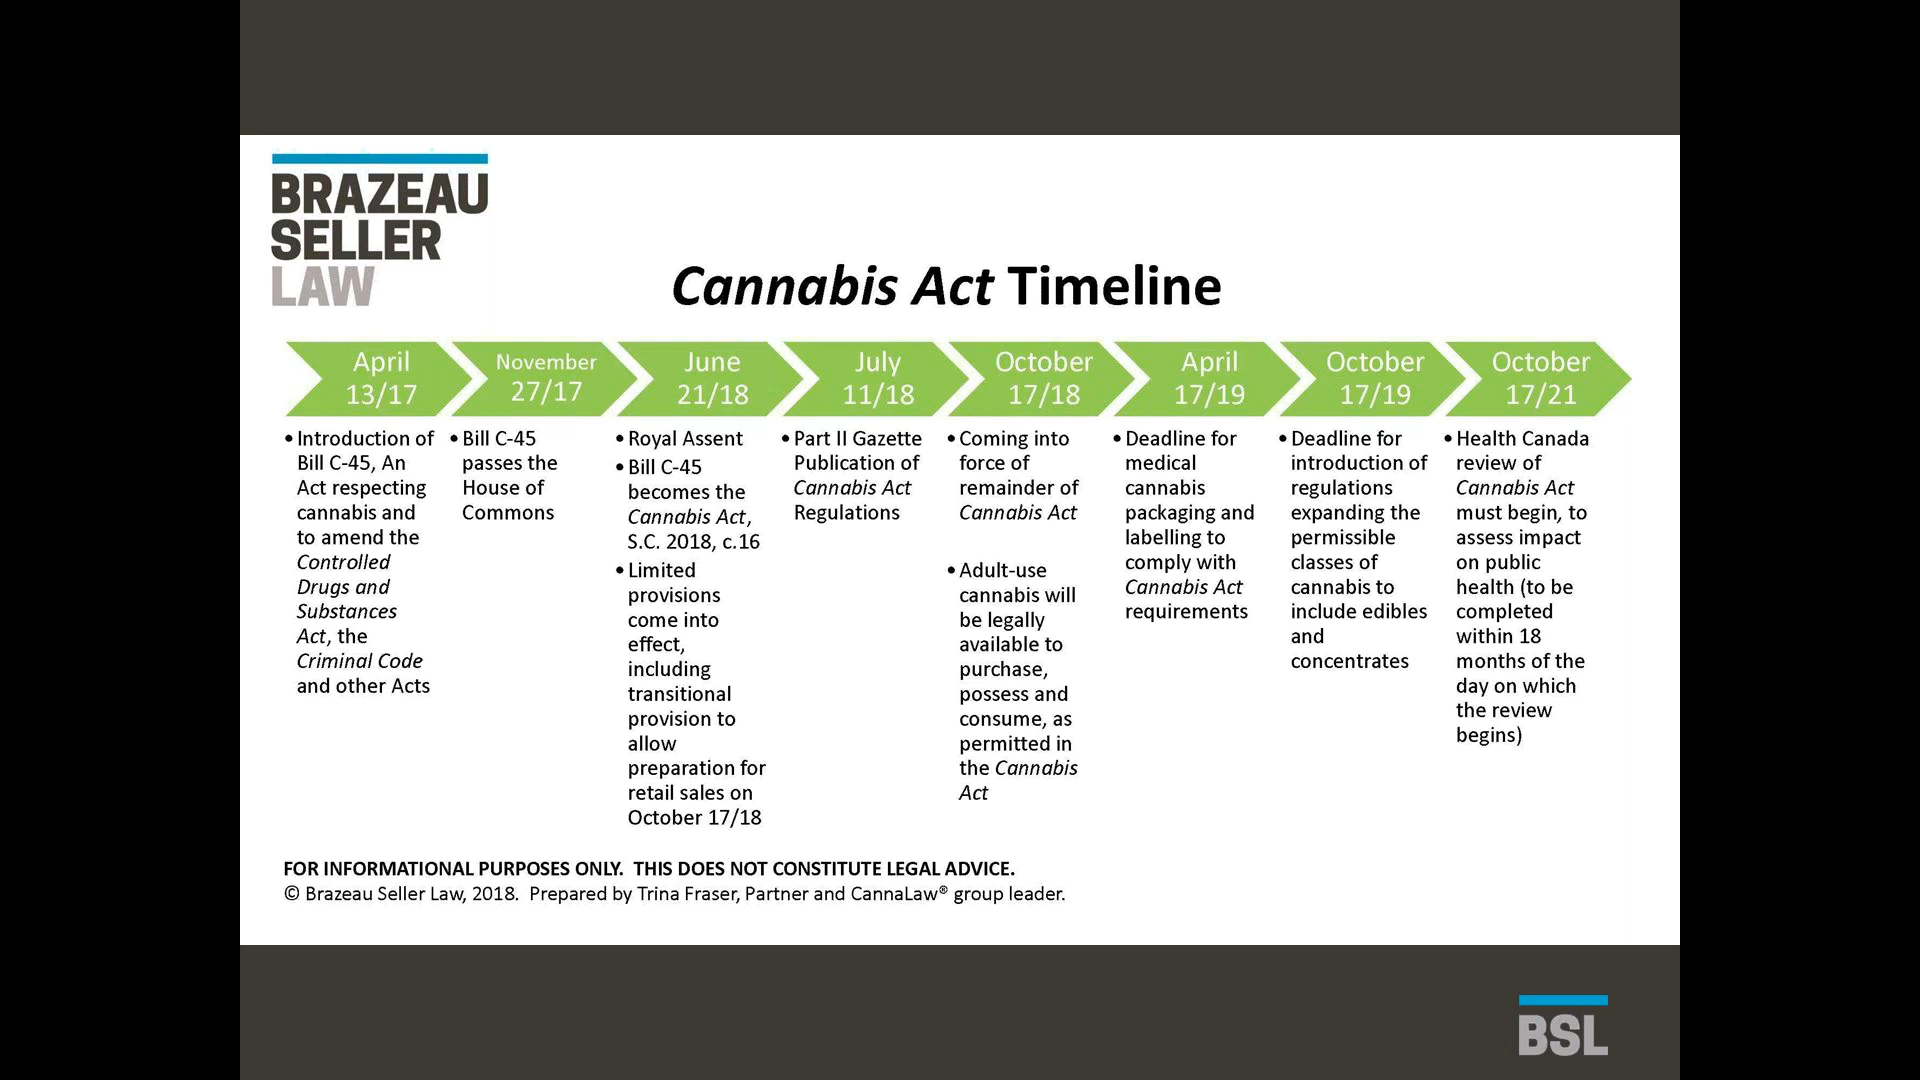 BRAZEAU
SELLER
LAW
Cannabis Act Timeline
April
13/17
• Introduction of
Bill C-45, An
Act respecting
cannabis and
to amend the
Controlled
Drugs and
Substances
Act, the
Criminal Code
and other Acts
November
27/17
• Bill C-45
passes the
House of
Commons
June
21/18
• Royal Assent
• Bill C-45
becomes the
Cannabis Act,
S.C. 2018, c.16
• Limited
provisions
come into
effect,
including
transitional
provision to
allow
preparation for
retail sales on
October 17/18
July
11/18
• Part II Gazette
Publication of
Cannabis Act
Regulations
October
17/18
• Coming into
force of
remainder of
Cannabis Act
• Adult-use
cannabis will
be legally
available to
purchase,
possess and
consume, as
permitted in
the Cannabis
Act
April
17/19
• Deadline for
medical
cannabis
packaging and
labelling to
comply with
Cannabis Act
requirements
October
17/19
• Deadline for
introduction of
regulations
expanding the
permissible
classes of
cannabis to
include edibles
and
concentrates
October
17/21
• Health Canada
review of
Cannabis Act
must begin, to
assess impact
on public
health (to be
completed
within 18
months of the
day on which
the review
begins)
FOR INFORMATIONAL PURPOSES ONLY.  THIS DOES NOT CONSTITUTE LEGAL ADVICE.
© Brazeau Seller Law, 2018.  Prepared by Trina Fraser, Partner and CannaLaw® group leader.
BSL